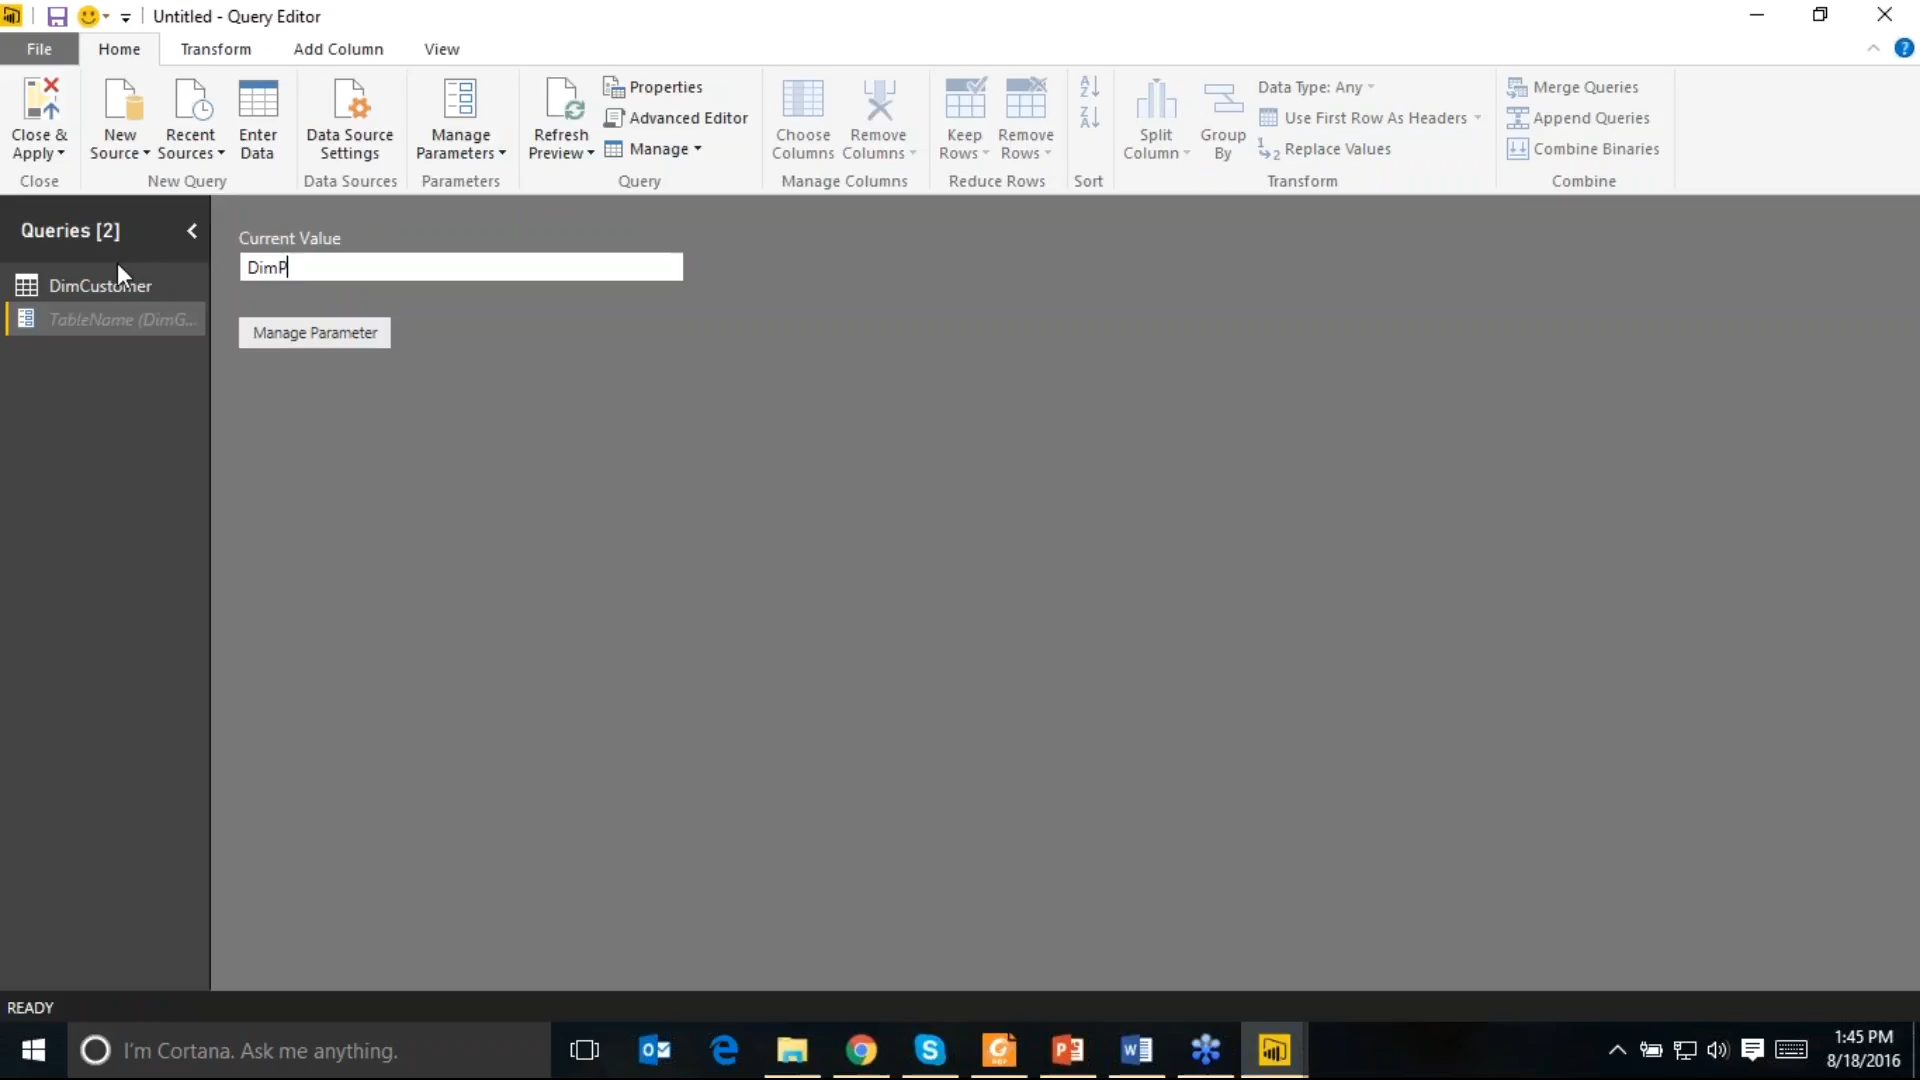 Untitled - Query Editor
File Home Transform Add Column View
Close & Apply
New Source
Recent Sources
Enter Data
Data Source Settings
Manage Parameters
Refresh Preview
Properties
Advanced Editor
Manage
Choose Columns
Remove Columns
Keep Rows
Remove Rows
Split Column
Group By
Data Type: Any
Use First Row As Headers
Replace Values
Merge Queries
Append Queries
Combine Binaries
Close New Query Data Sources Parameters Query Manage Columns Reduce Rows Sort Transform Combine
Queries [2]
DimCustomer
TableName (DimG...
Current Value
DimP
Manage Parameter
READY
I'm Cortana. Ask me anything.
1:45 PM
8/18/2016